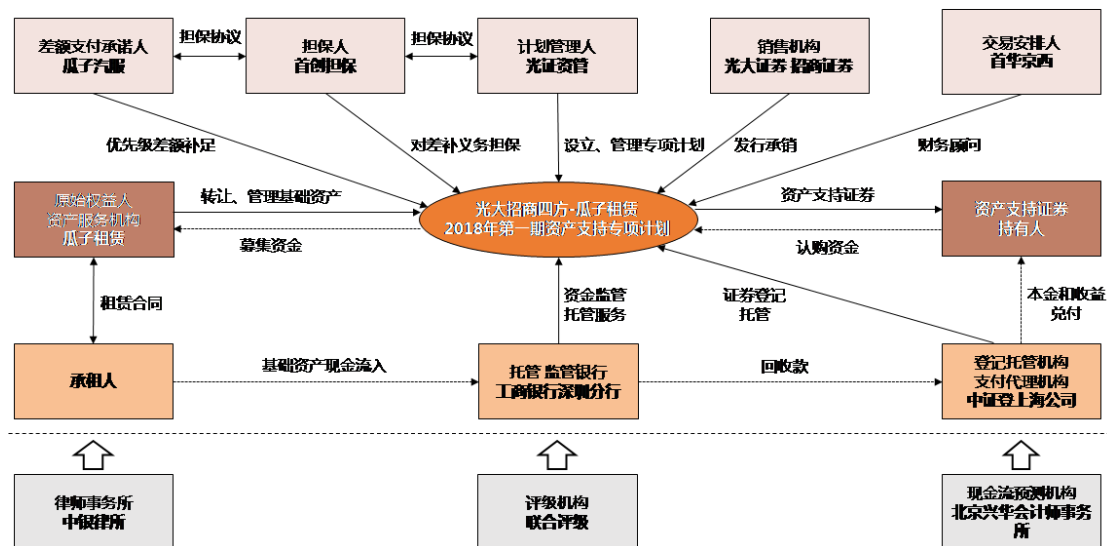 差额支付承诺人
瓜子汽服
担保协议
担保人
首创担保
担保协议
计划管理人
光证资管
销售机构
光大证券 招商证券
交易安排人
首华京西
优先级差额补足
对差补义务担保
设立、管理专项计划
发行承销
财务顾问
原始权益人
资产服务机构
瓜子租赁
转让、管理基础资产
募集资金
光大招商四方-瓜子租赁
2018年第一期资产支持专项计划
资产支持证券
认购资金
资产支持证券
持有人
租赁合同
资金监管
托管服务
证券登记
托管
本金和收益
兑付
承租人
基础资产现金流入
托管 监管银行
工商银行深圳分行
回收款
登记托管机构
支付代理机构
中证登上海公司
律师事务所
中银律所
评级机构
联合评级
现金流预测机构
北京兴华会计师事务
所